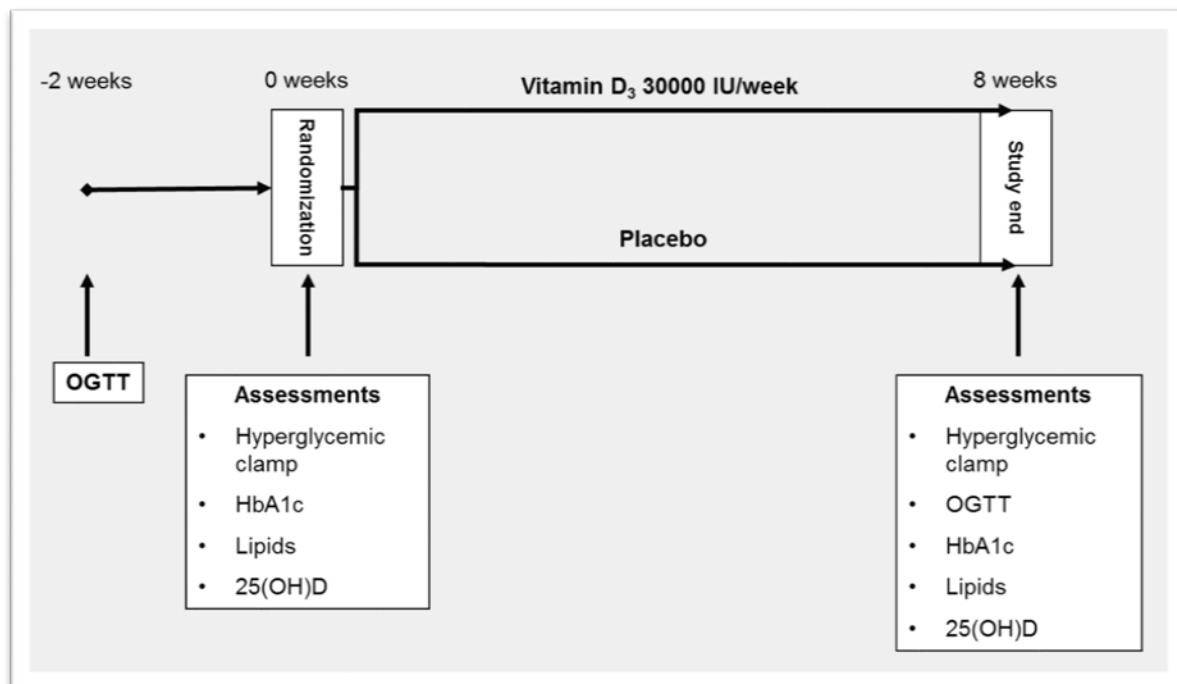 -2 weeks
0 weeks
Vitamin D₃ 30000 IU/week
8 weeks
Randomization
Study end
Placebo
OGTT
Assessments
• Hyperglycemic
clamp
• HbA1c
• Lipids
• 25(OH)D
Assessments
• Hyperglycemic
clamp
• OGTT
• HbA1c
• Lipids
• 25(OH)D